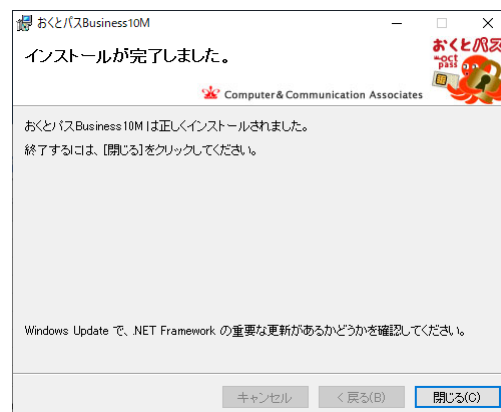 おくとパスBusiness10M
インストールが完了しました。
おくとパス
octpass
Computer & Communication Associates
おくとパスBusiness10M は正しくインストールされました。
終了するには、[閉じる]をクリックしてください。
Windows Update で、.NET Framework の重要な更新があるかどうかを確認してください。
キャンセル
< 戻る(B)
閉じる(C)